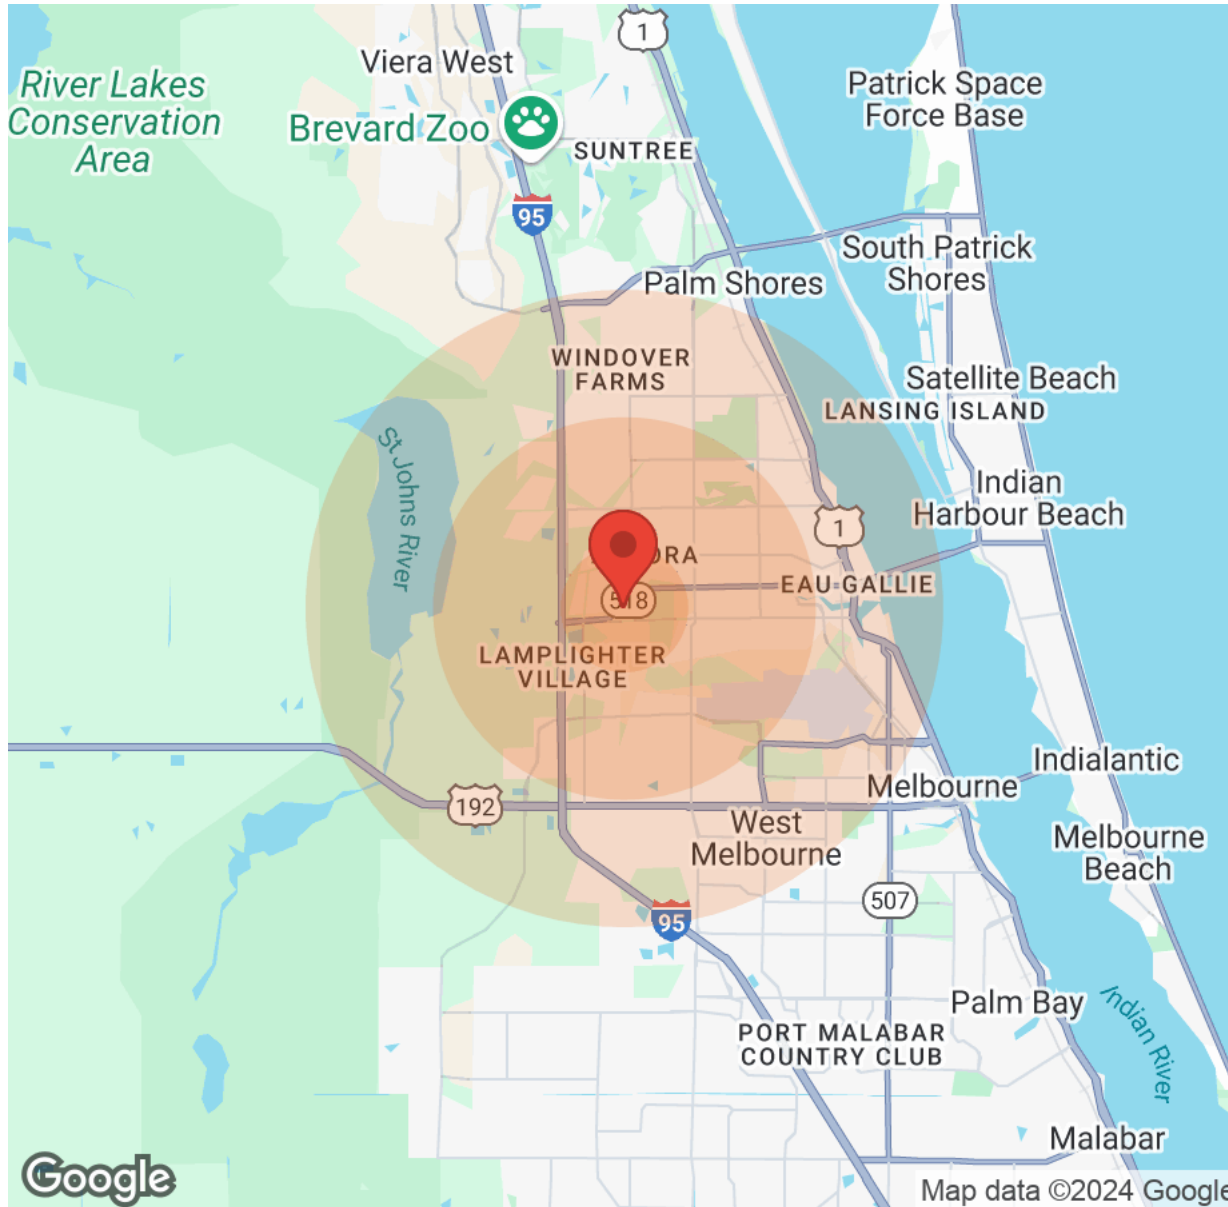 1
Viera West
River Lakes
Conservation
Area
Patrick Space
Force Base
Brevard Zoo
SUNTREE
95
South Patrick
Shores
Palm Shores
WINDOVER
FARMS
Satellite Beach
LANSING ISLAND
St Johns River
Indian
Harbour Beach
1
EAU GALLIE
518
LAMPLIGHTER
VILLAGE
Indialantic
Melbourne
192
West
Melbourne
Melbourne
Beach
507
95
Palm Bay
Indian River
PORT MALABAR
COUNTRY CLUB
Malabar
Google
Map data ©2024 Google